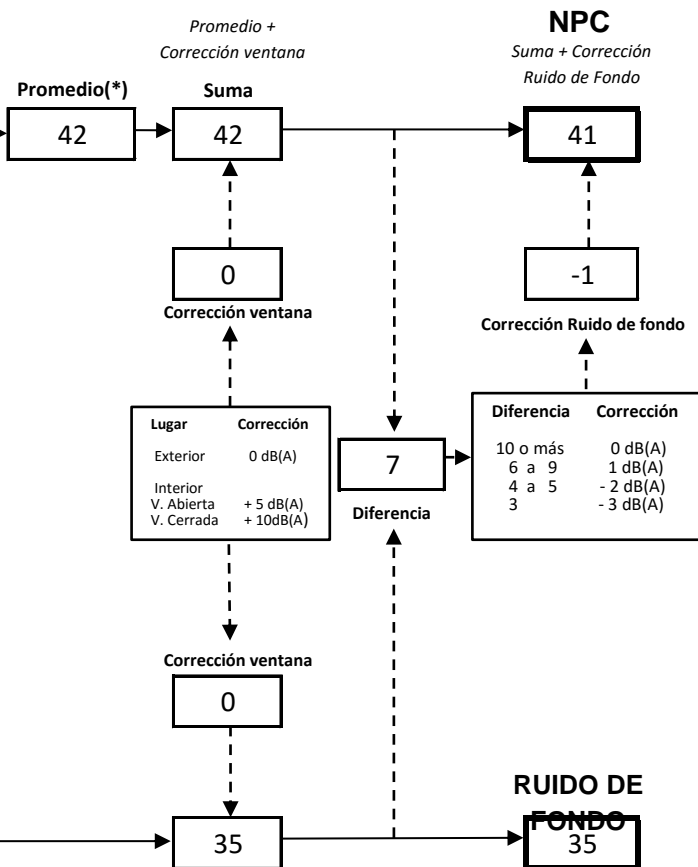 Promedio +
Corrección ventana
NPC
Suma + Corrección
Ruido de Fondo
Promedio(*)
Suma
42
42
41
0
-1
Corrección ventana
Corrección Ruido de fondo
Lugar Corrección
Exterior 0 dB(A)
Interior
V. Abierta + 5 dB(A)
V. Cerrada + 10dB(A)
7
Diferencia
Diferencia Corrección
10 o más 0 dB(A)
6 a 9 1 dB(A)
4 a 5 - 2 dB(A)
3 - 3 dB(A)
Corrección ventana
0
RUIDO DE
FONDO
35
35